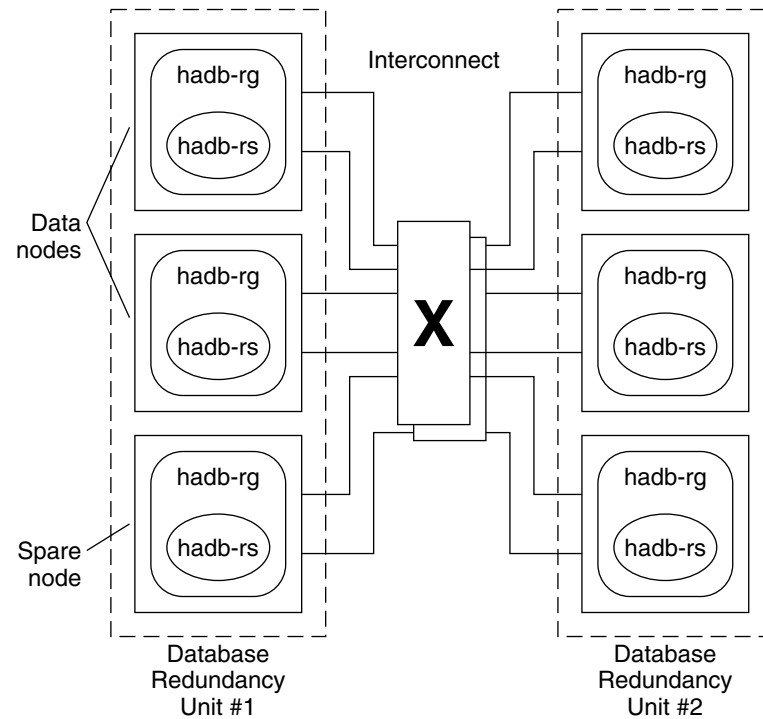 Interconnect
hadb-rg
hadb-rs
hadb-rg
hadb-rs
Data
nodes
hadb-rg
hadb-rs
X
hadb-rg
hadb-rs
hadb-rg
hadb-rs
Spare
node
hadb-rg
hadb-rs
Database
Redundancy
Unit #1
Database
Redundancy
Unit #2